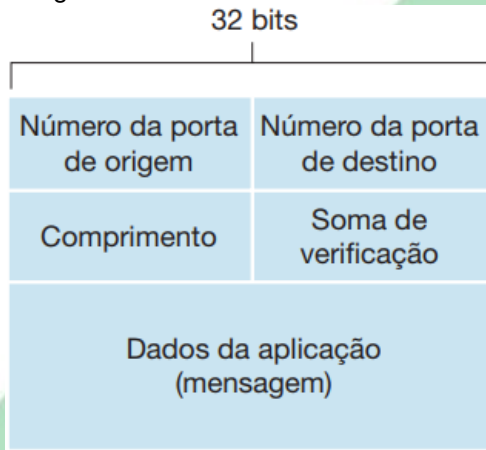 32 bits
Número da porta
de origem
Número da porta
de destino
Comprimento
Soma de
verificação
Dados da aplicação
(mensagem)